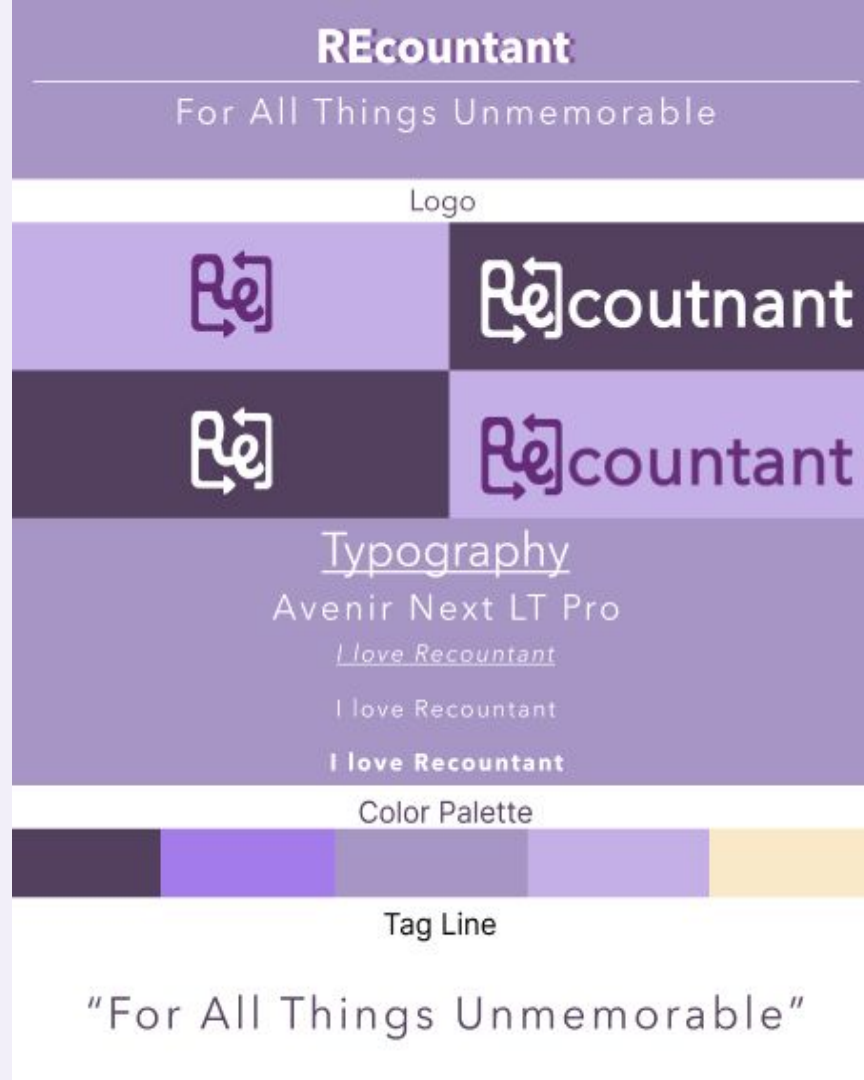 REcountant
For All Things Unmemorable
Logo
Re
Recoutnant
Re
Recountant
Typography
Avenir Next LT Pro
I love Recountant
I love Recountant
I love Recountant
Color Palette
Tag Line
“For All Things Unmemorable”